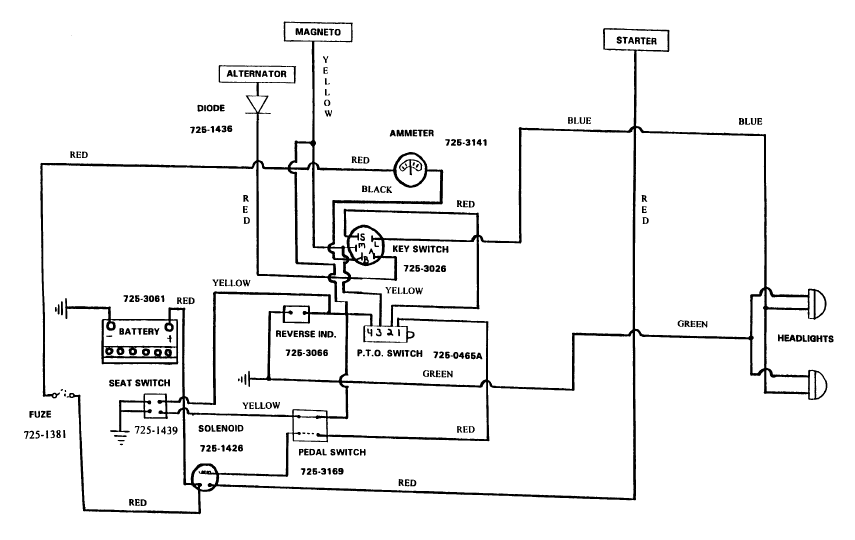 MAGNETO
STARTER
ALTERNATOR
YELLOW
DIODE
725-1436
BLUE
BLUE
AMMETER
725-3141
RED
RED
BLACK
RED
RED
RED
S
L
M
A
B
KEY SWITCH
725-3026
YELLOW
YELLOW
725-3061
RED
BATTERY
- +
REVERSE IND.
725-3066
4 3 2 1
P.T.O. SWITCH
725-0465A
GREEN
HEADLIGHTS
GREEN
SEAT SWITCH
YELLOW
FUZE
725-1381
725-1439
SOLENOID
725-1426
RED
PEDAL SWITCH
725-3169
RED
RED